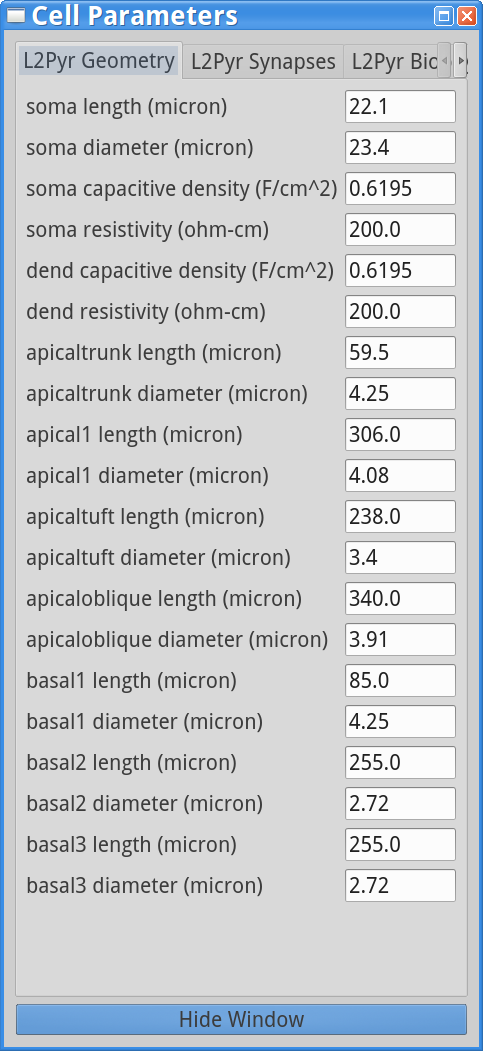 Cell Parameters
L2Pyr Geometry L2Pyr Synapses L2Pyr Bio
soma length (micron) 22.1
soma diameter (micron) 23.4
soma capacitive density (F/cm^2) 0.6195
soma resistivity (ohm-cm) 200.0
dend capacitive density (F/cm^2) 0.6195
dend resistivity (ohm-cm) 200.0
apicaltrunk length (micron) 59.5
apicaltrunk diameter (micron) 4.25
apical1 length (micron) 306.0
apical1 diameter (micron) 4.08
apicaltuft length (micron) 238.0
apicaltuft diameter (micron) 3.4
apicaloblique length (micron) 340.0
apicaloblique diameter (micron) 3.91
basal1 length (micron) 85.0
basal1 diameter (micron) 4.25
basal2 length (micron) 255.0
basal2 diameter (micron) 2.72
basal3 length (micron) 255.0
basal3 diameter (micron) 2.72
Hide Window